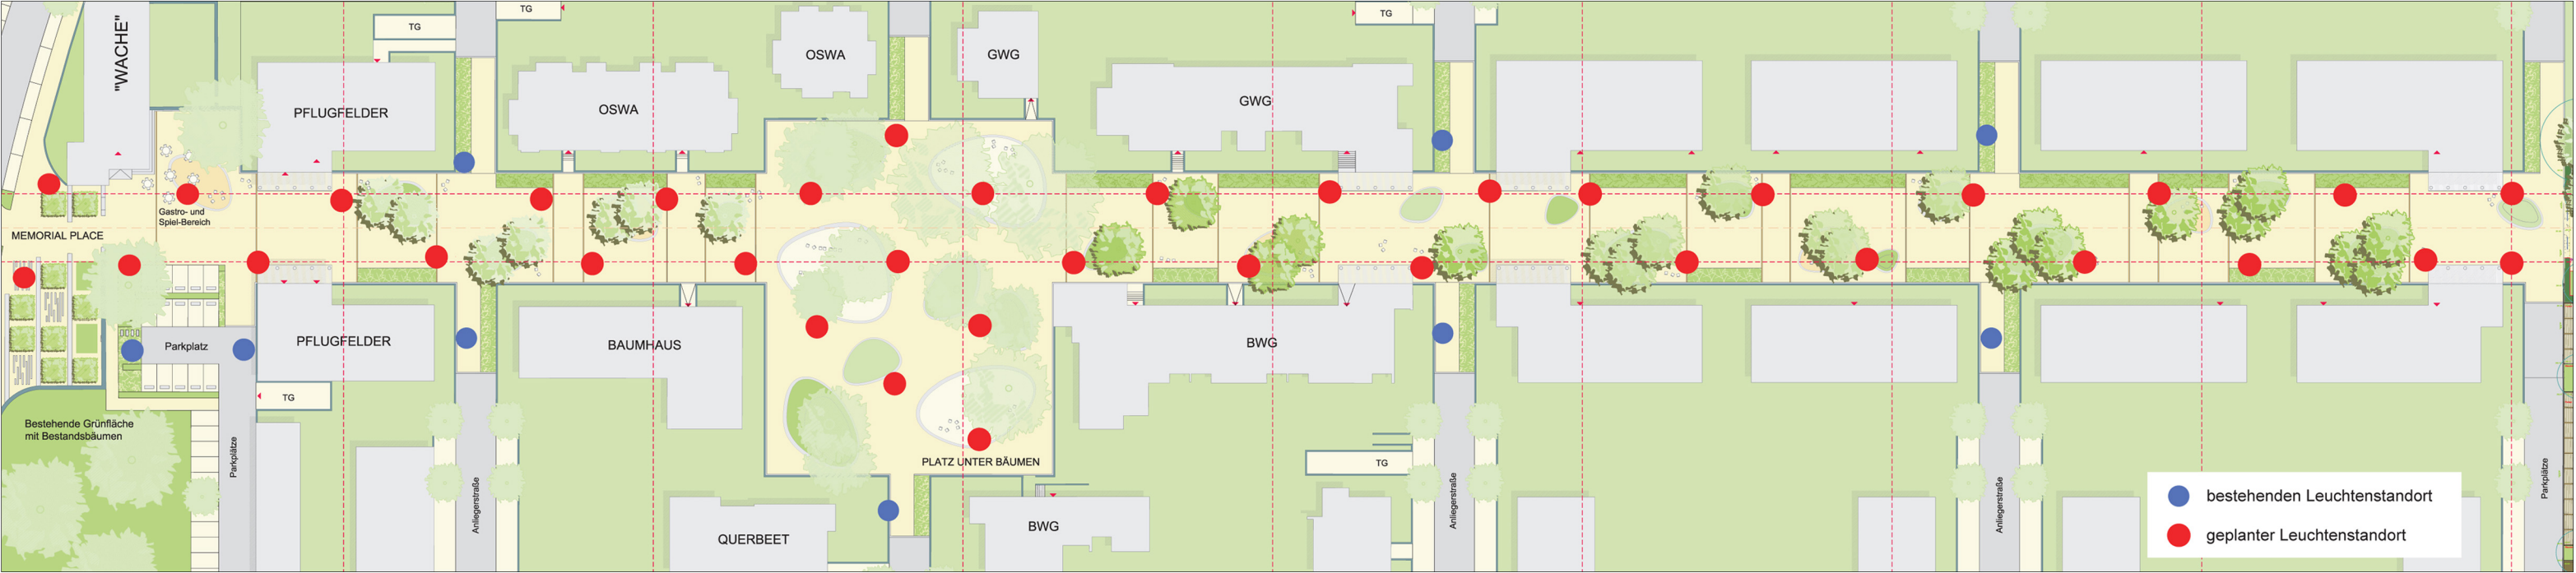 TG
TG
TG
"WACHE"
OSWA
GWG
PFLUGFELDER
OSWA
GWG
Gastro- und
Spiel-Bereich
MEMORIAL PLACE
Parkplatz
PFLUGFELDER
BAUMHAUS
BWG
TG
Bestehende Grünfläche
mit Bestandsbäumen
Parkplätze
Anliegerstraße
PLATZ UNTER BÄUMEN
TG
Anliegerstraße
Anliegerstraße
Parkplätze
QUERBEET
BWG
bestehenden Leuchtenstandort
geplanter Leuchtenstandort